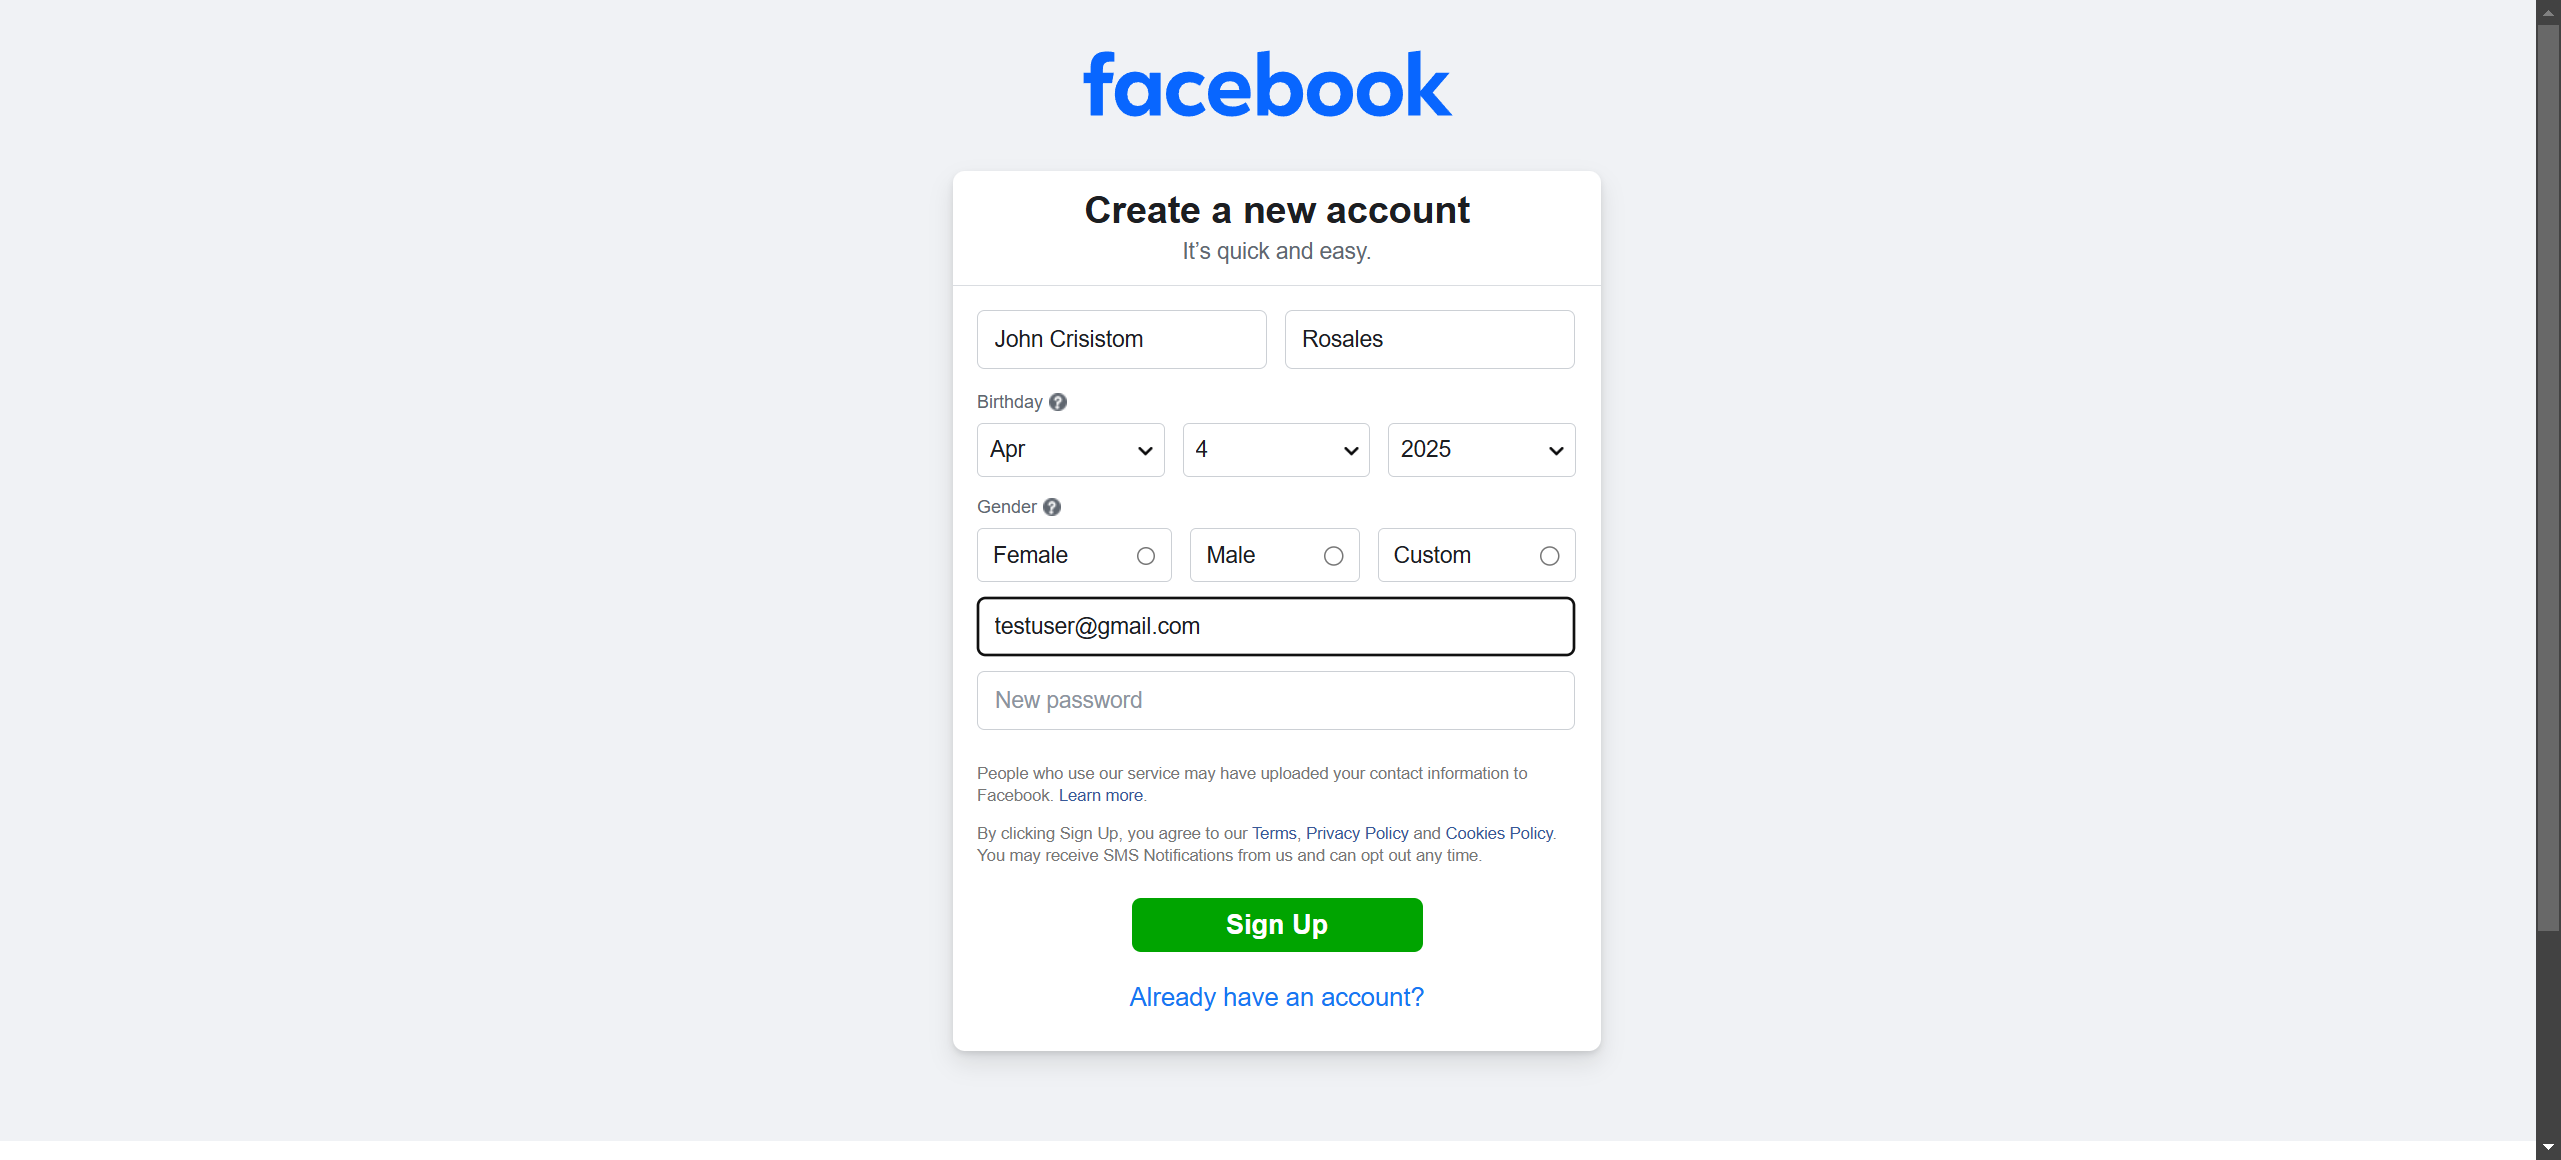 facebook
Create a new account
It's quick and easy.
John Crisistom
Rosales
Birthday ?
Apr
4
2025
Gender ?
Female
Male
Custom
testuser@gmail.com
New password
People who use our service may have uploaded your contact information to
Facebook. Learn more.
By clicking Sign Up, you agree to our Terms, Privacy Policy and Cookies Policy.
You may receive SMS Notifications from us and can opt out any time.
Sign Up
Already have an account?